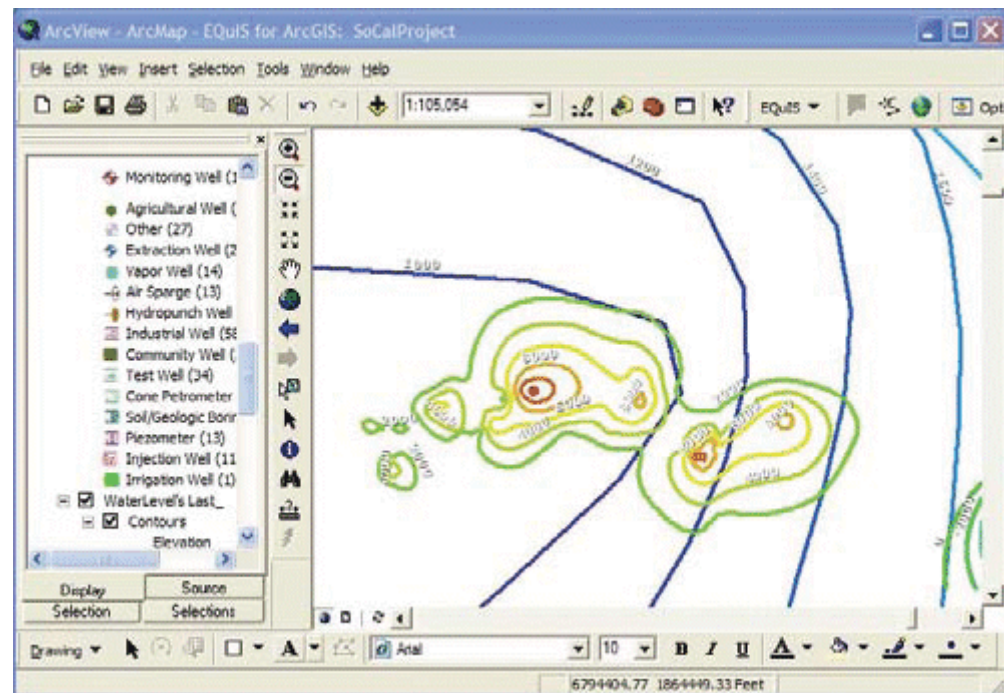 ArcView - ArcMap - EQuIS for ArcGIS: SoCalProject
File Edit View Insert Selection Tools Window Help
1:105,054 EQuIS Opt
Monitoring Well (1
Agricultural Well (
Other (27)
Extraction Well (2
Vapor Well (14)
Air Sparge (13)
Hydropunch Well
Industrial Well (58
Community Well (
Test Well (34)
Cone Petrometer
Soil/Geologic Borin
Piezometer (13)
Injection Well (11
Irrigation Well (1)
WaterLevel's Last_
Contours
Elevation
Display Source
Selection Selections
1200
1000
2000
4000
Drawing A Arial 10 B I U A
6794404.77 1864449.33 Feet